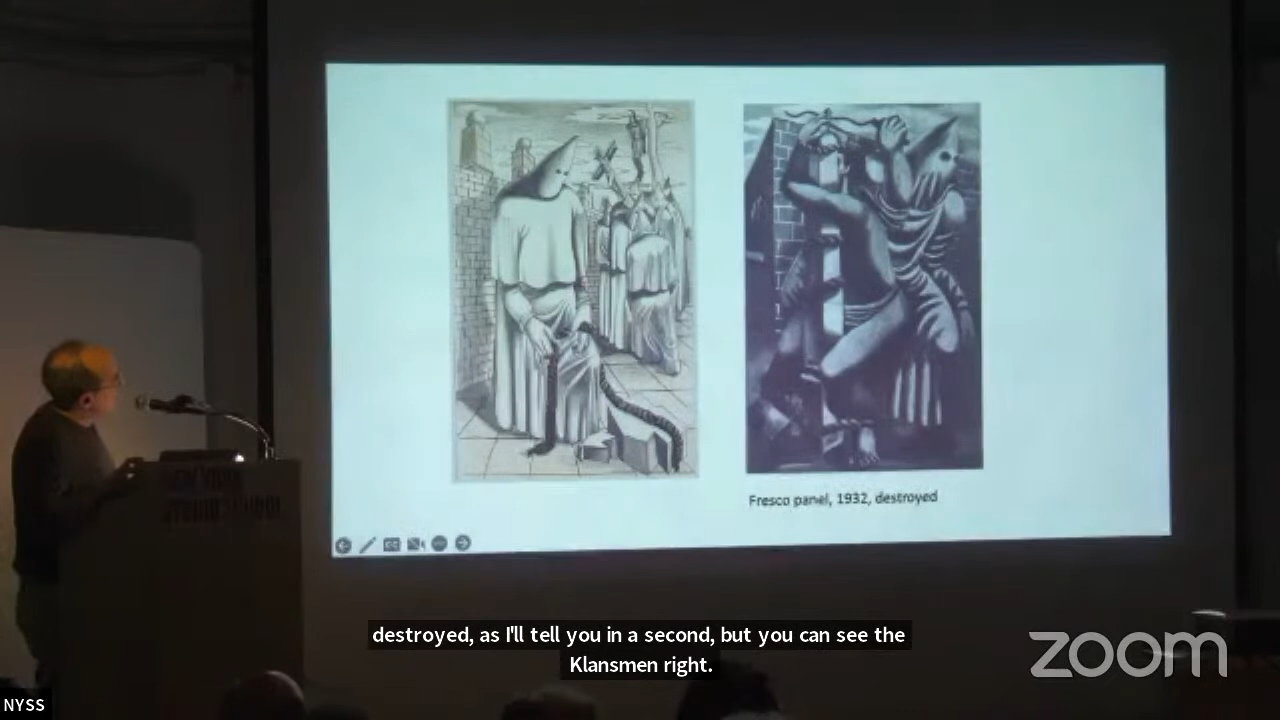 Fresco panel, 1932, destroyed
destroyed, as I'll tell you in a second, but you can see the
Klansmen right.
zoom
NYSS